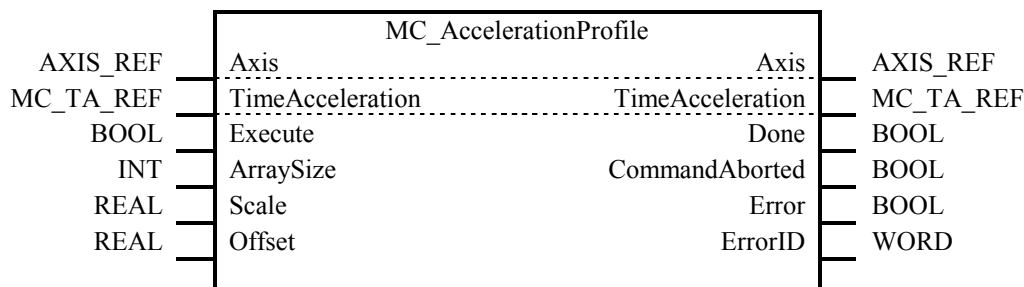 MC_AccelerationProfile
AXIS_REF Axis Axis AXIS_REF
MC_TA_REF TimeAcceleration TimeAcceleration MC_TA_REF
BOOL Execute Done BOOL
INT ArraySize CommandAborted BOOL
REAL Scale Error BOOL
REAL Offset ErrorID WORD